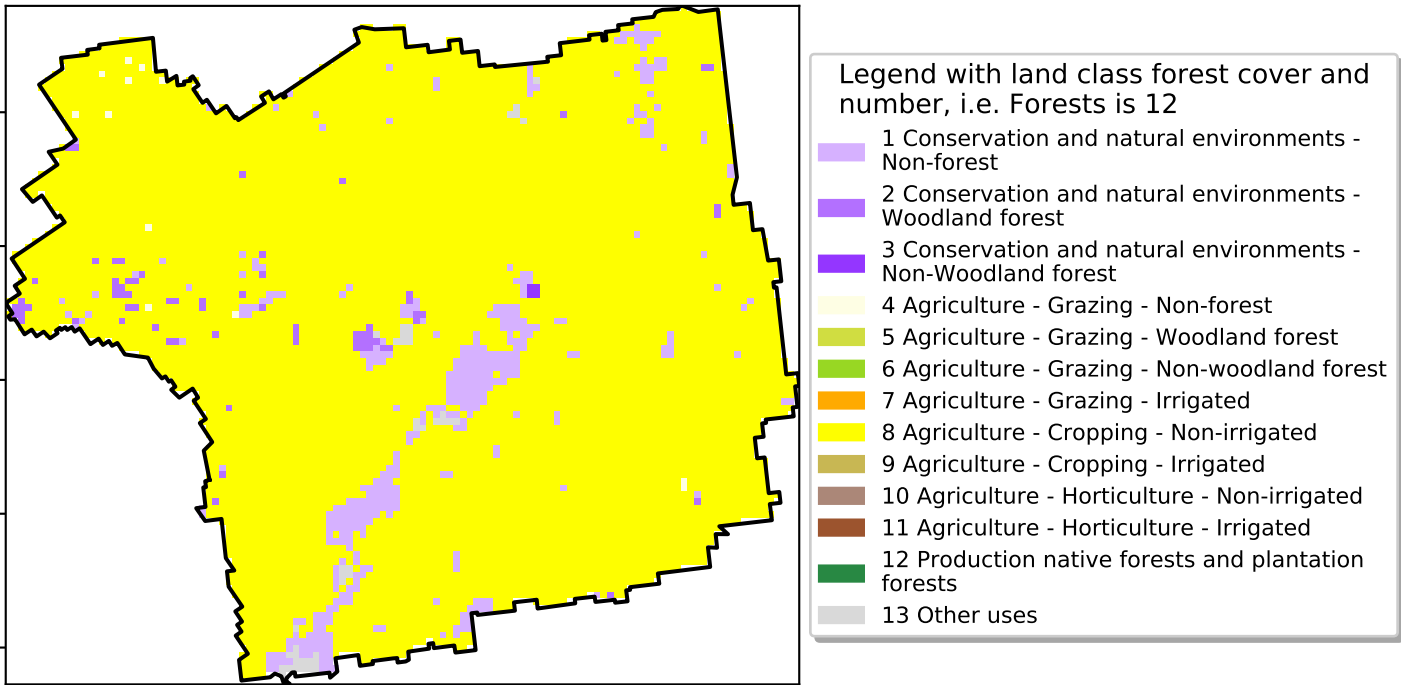 Legend with land class forest cover and
number, i.e. Forests is 12
1 Conservation and natural environments -
Non-forest
2 Conservation and natural environments -
Woodland forest
3 Conservation and natural environments -
Non-Woodland forest
4 Agriculture - Grazing - Non-forest
5 Agriculture - Grazing - Woodland forest
6 Agriculture - Grazing - Non-woodland forest
7 Agriculture - Grazing - Irrigated
8 Agriculture - Cropping - Non-irrigated
9 Agriculture - Cropping - Irrigated
10 Agriculture - Horticulture - Non-irrigated
11 Agriculture - Horticulture - Irrigated
12 Production native forests and plantation
forests
13 Other uses